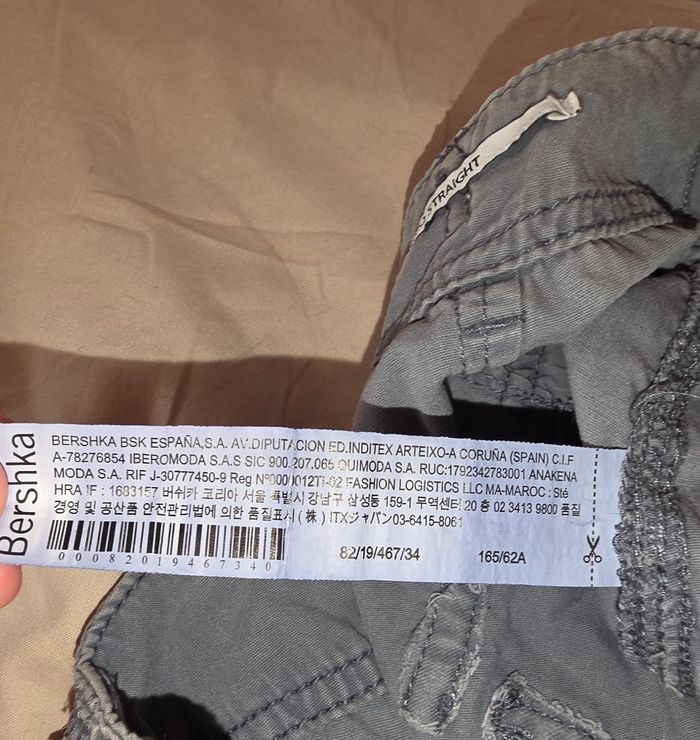 STRAIGHT
Bershka
BERSHKA BSK ESPAÑA,S.A. AV.DIPUTACION ED.INDITEX ARTEIXO-A CORUÑA (SPAIN) C.I.F
A-78276854 IBEROMODA S.A.S SIC 900.207.065 QUIMODA S.A. RUC:1792342783001 ANAKENA
MODA S.A. RIF J-30777450-9 Reg Nº FASHION LOGISTICS LLC MA-MAROC : Sté
HRA IF : 1683157 버쉬카 코리아 서울 특별시 강남구 삼성동 159-1 무역센터 20 층 02 3413 9800 품질
경영 및 공산품 안전관리법에 의한 품질표시 ( 株 ) ITXジャパン03-6415-8061
0008201946734 0
82/19/467/34
165/62A